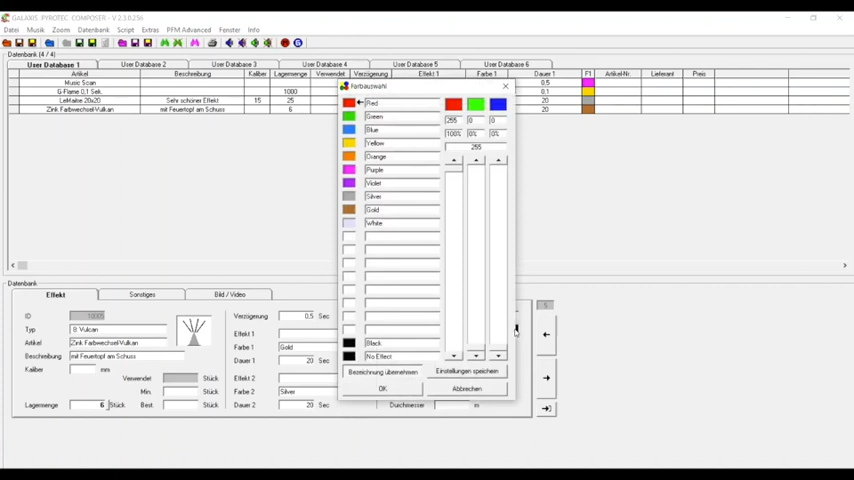 GALAXIS PYROTEC COMPOSER - V 2.3.0.256
Datei Musik Zoom Datenbank Script Extras PFM Advanced Fenster Info
Datenbank (4 / 4)
User Database 1 User Database 2 User Database 3 User Database 4 User Database 5 User Database 6
Artikel Beschreibung Kaliber Lagermenge Verwendet Verzögerung Effekt 1 Farbe 1 Dauer 1 F1 Artikel-Nr. Lieferant Preis
Music Scan 0,5
G-Flame 0,1 Sek. 1000 0,1
LeMaitre 20x20 Sehr schöner Effekt 15 25 20
Zink Farbwechsel-Vulkan mit Feuertopf am Schuss 6 20
Farbauswahl
Red
Green
Blue
Yellow
Orange
Purple
Violet
Silver
Gold
White
Black
No Effect
255 0 0
100% 0% 0%
255
Bezeichnung übernehmen Einstellungen speichern
OK Abbrechen
Datenbank
Effekt Sonstiges Bild / Video
ID 10005
Typ B: Vulcan
Artikel Zink Farbwechsel-Vulkan
Beschreibung mit Feuertopf am Schuss
Kaliber mm
Verwendet Stück
Min. Stück
Lagermenge 6 Stück Best. Stück
Verzögerung 0,5 Sec
Effekt 1
Farbe 1 Gold
Dauer 1 20 Sec
Effekt 2
Farbe 2 Silver
Dauer 2 20 Sec
Durchmesser m